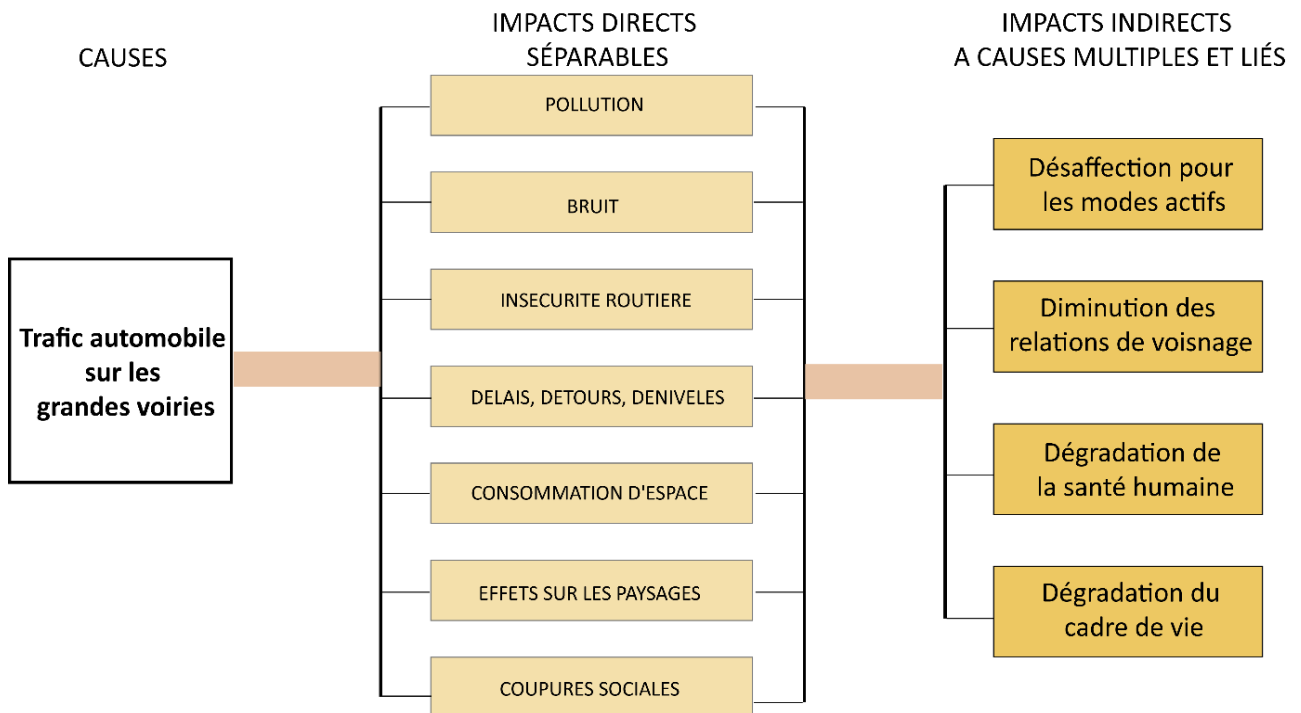 CAUSES
IMPACTS DIRECTS
SÉPARABLES
IMPACTS INDIRECTS
A CAUSES MULTIPLES ET LIÉS
Trafic automobile
sur les
grandes voiries
POLLUTION
BRUIT
INSECURITE ROUTIERE
DELAIS, DETOURS, DENIVELES
CONSOMMATION D'ESPACE
EFFETS SUR LES PAYSAGES
COUPURES SOCIALES
Désaffection pour
les modes actifs
Diminution des
relations de voisnage
Dégradation de
la santé humaine
Dégradation du
cadre de vie